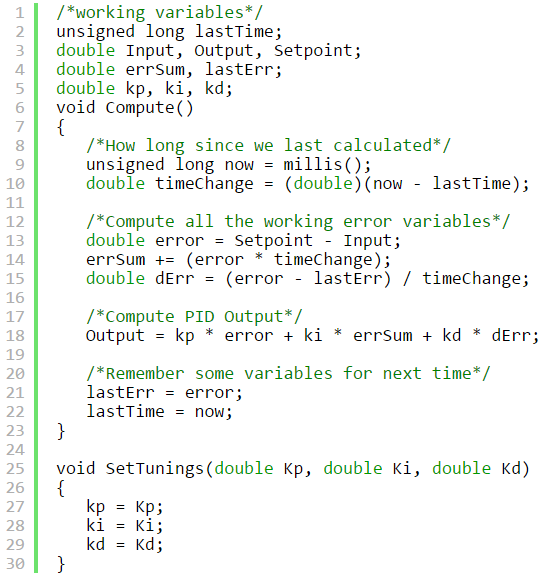 1 /*working variables*/
2 unsigned long lastTime;
3 double Input, Output, Setpoint;
4 double errSum, lastErr;
5 double kp, ki, kd;
6 void Compute()
7 {
8    /*How long since we last calculated*/
9    unsigned long now = millis();
10    double timeChange = (double)(now - lastTime);
11
12    /*Compute all the working error variables*/
13    double error = Setpoint - Input;
14    errSum += (error * timeChange);
15    double dErr = (error - lastErr) / timeChange;
16
17    /*Compute PID Output*/
18    Output = kp * error + ki * errSum + kd * dErr;
19
20    /*Remember some variables for next time*/
21    lastErr = error;
22    lastTime = now;
23 }
24
25 void SetTunings(double Kp, double Ki, double Kd)
26 {
27    kp = Kp;
28    ki = Ki;
29    kd = Kd;
30 }